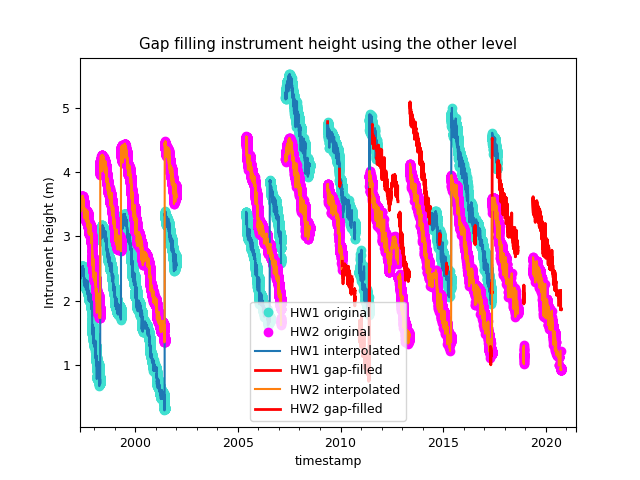 Gap filling instrument height using the other level
Intrument height (m)
5
4
3
2
1
HW1 original
HW2 original
HW1 interpolated
HW1 gap-filled
HW2 interpolated
HW2 gap-filled
2000
2005
2010
2015
2020
timestamp